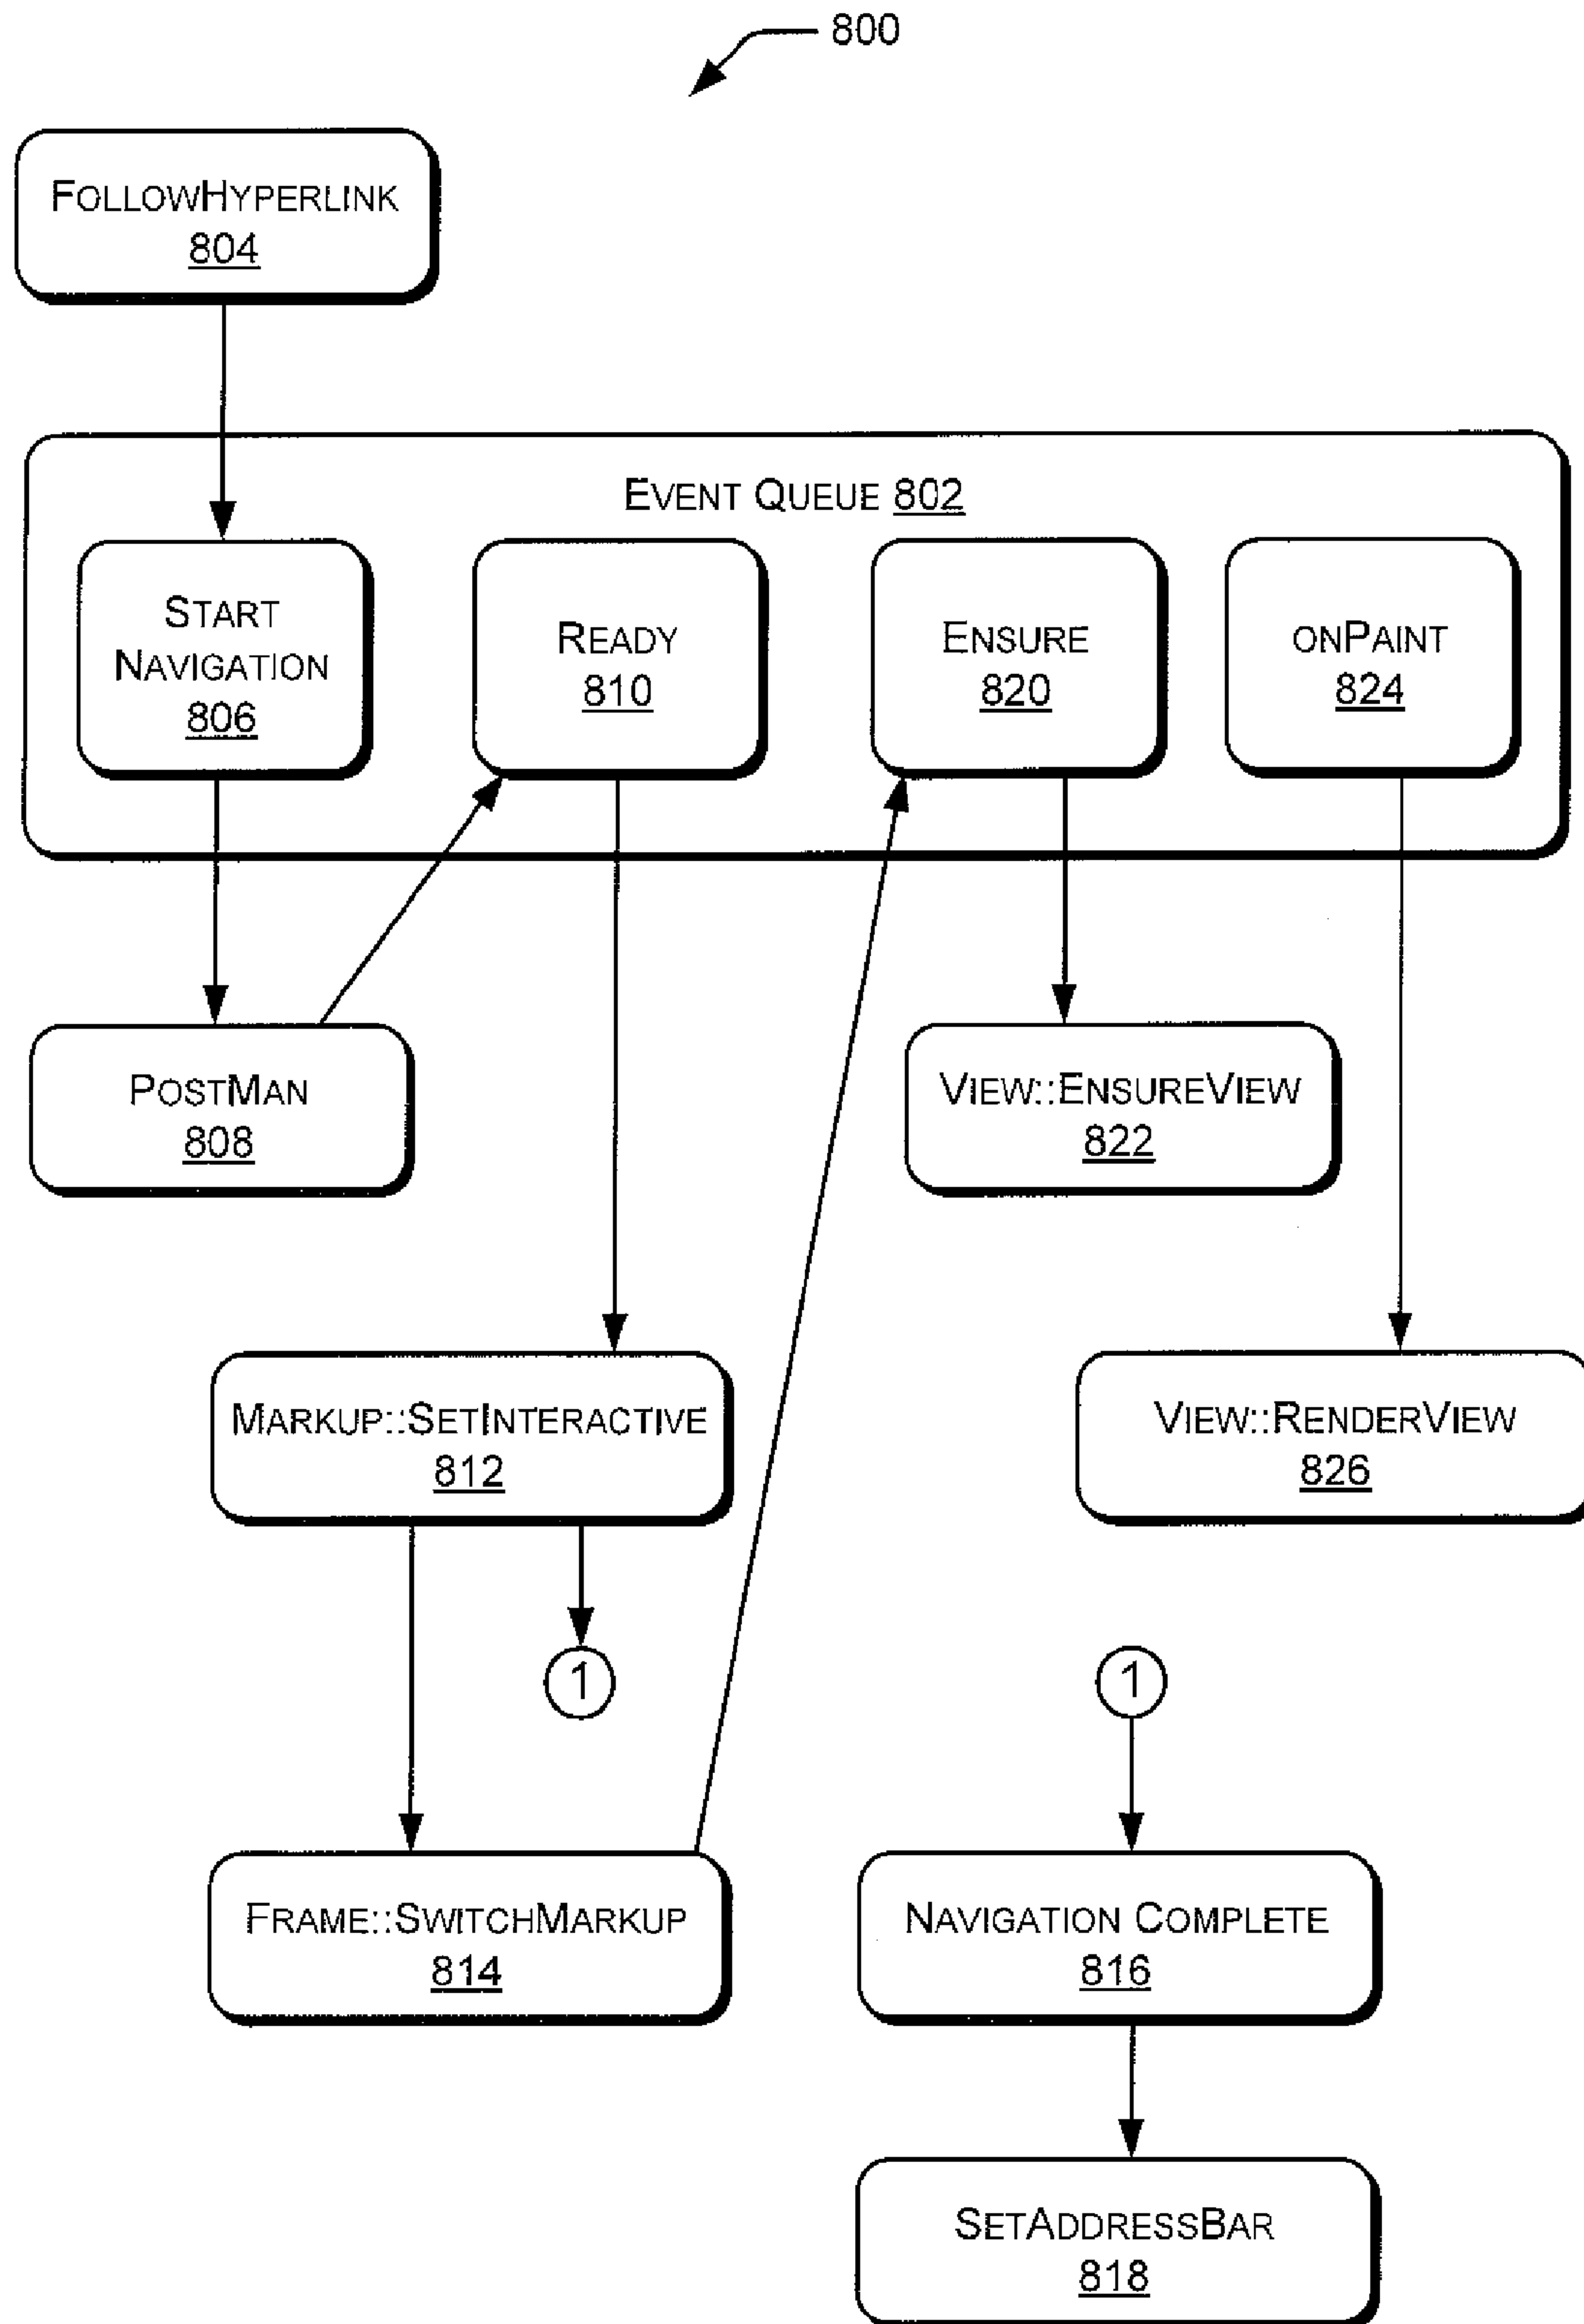 800
FOLLOWHYPERLINK
804
EVENT QUEUE 802
START
NAVIGATION
806
READY
810
ENSURE
820
ONPAINT
824
POSTMAN
808
VIEW::ENSUREVIEW
822
MARKUP::SETINTERACTIVE
812
VIEW::RENDERVIEW
826
1
1
FRAME::SWITCHMARKUP
814
NAVIGATION COMPLETE
816
SETADDRESSBAR
818